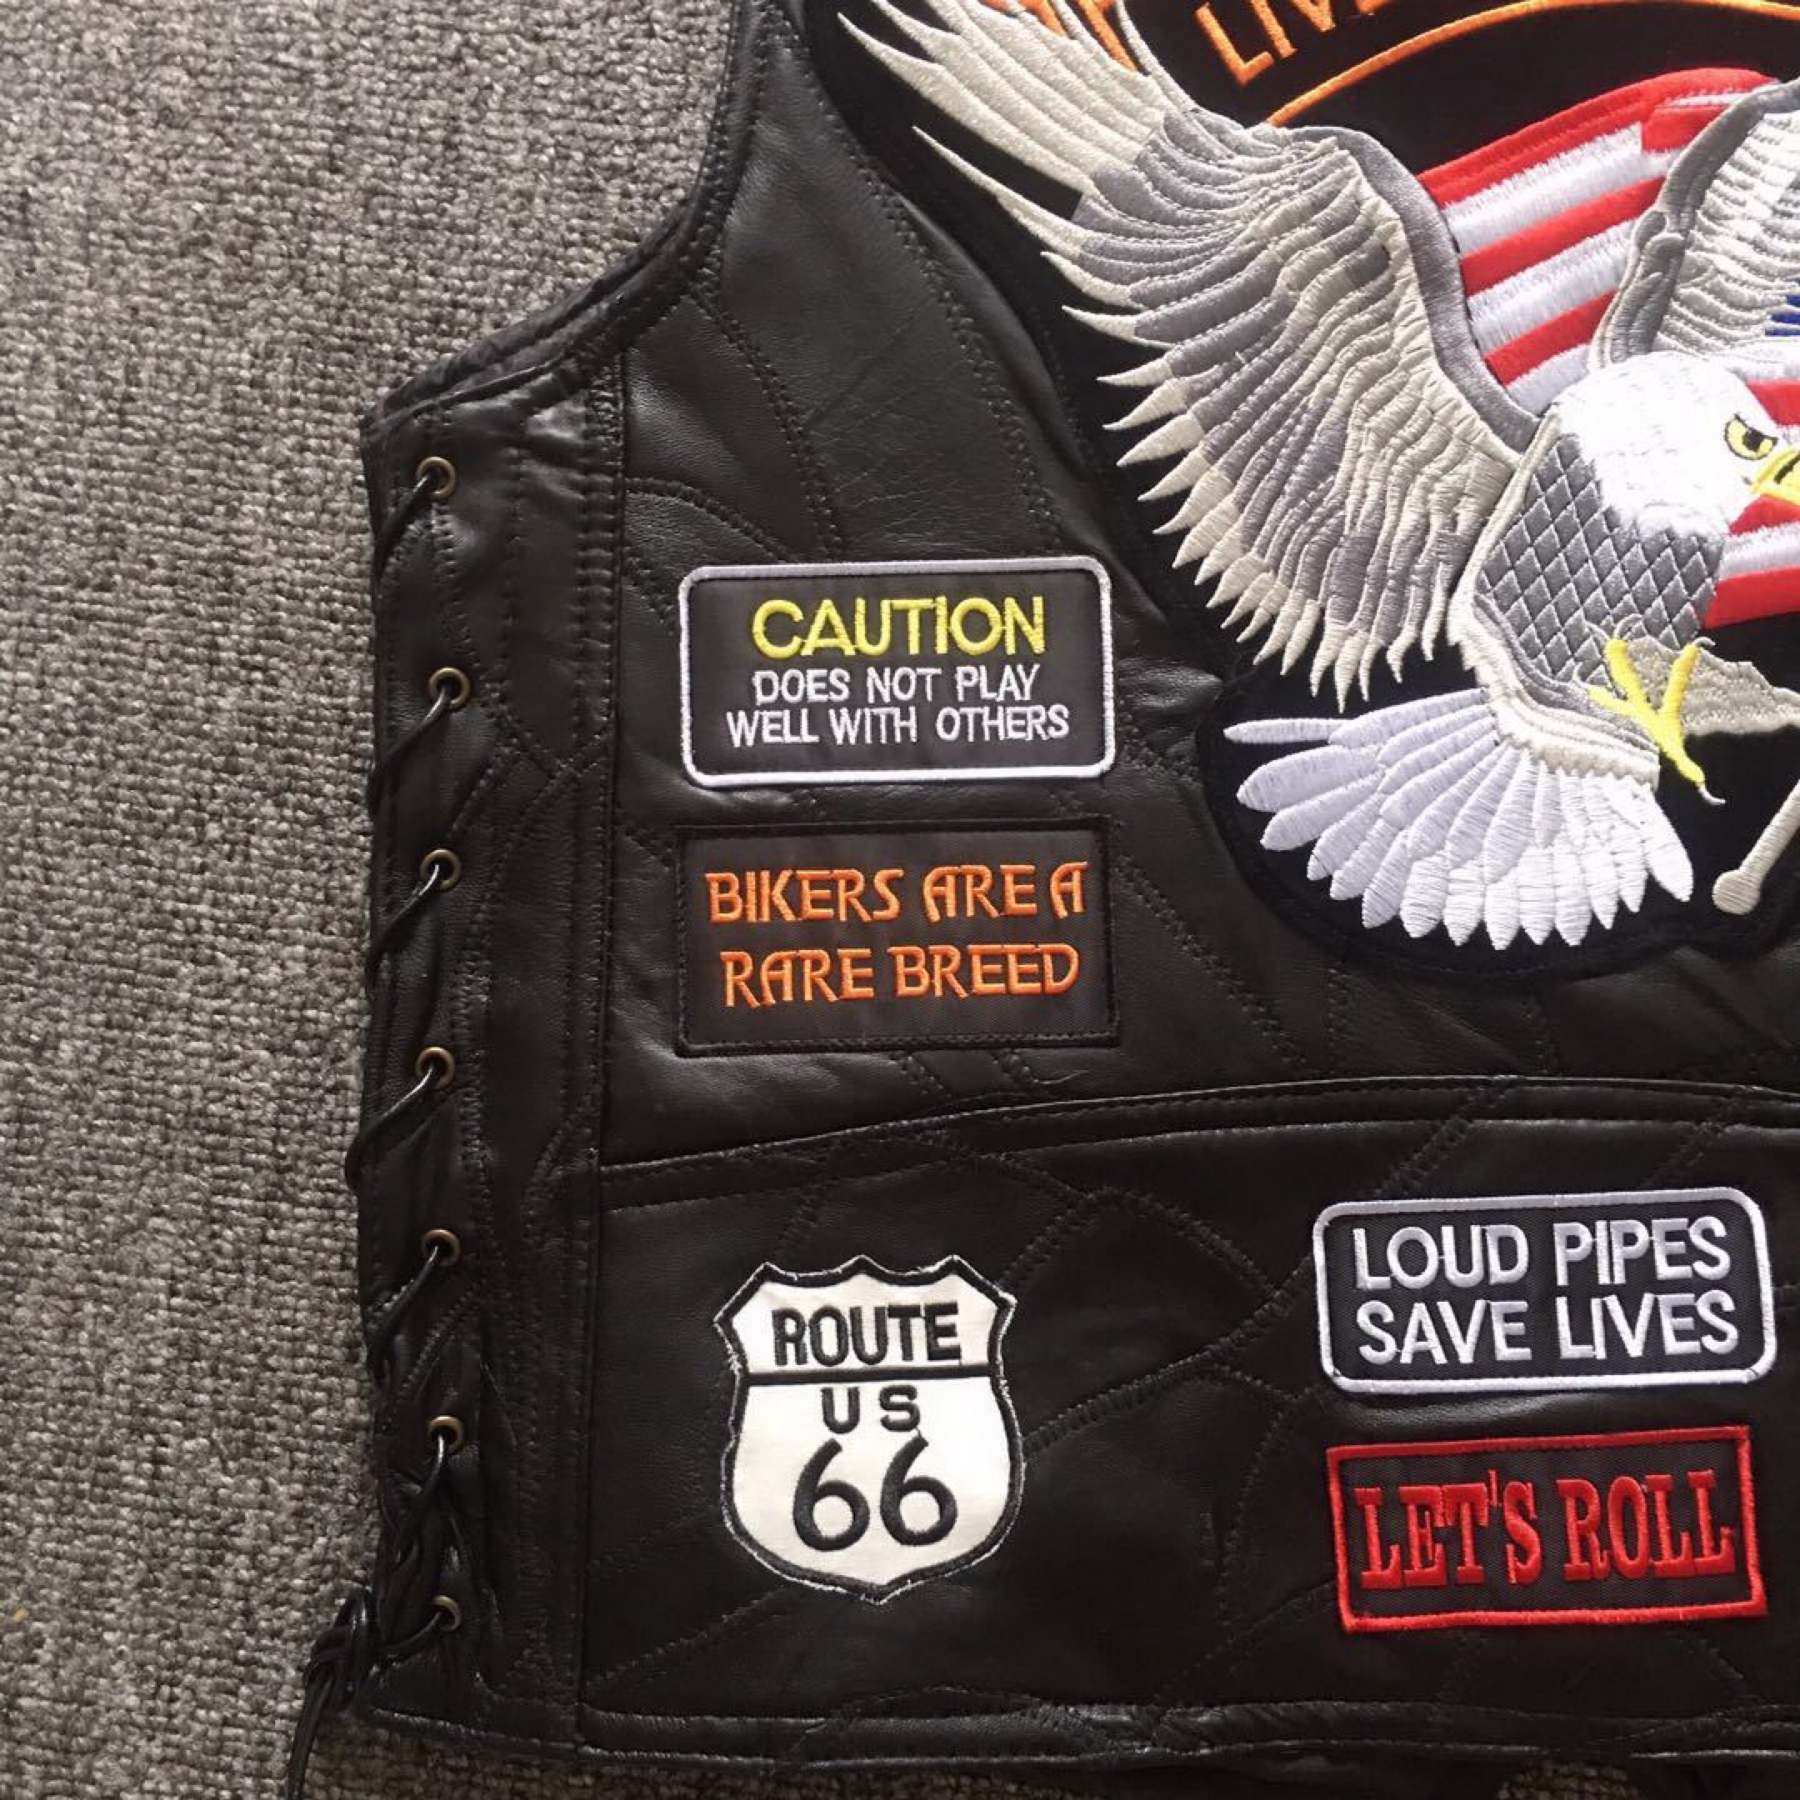 LIVE
CAUTION
DOES NOT PLAY
WELL WITH OTHERS
BIKERS ARE A
RARE BREED
LOUD PIPES
SAVE LIVES
ROUTE
US
66
LET'S ROLL